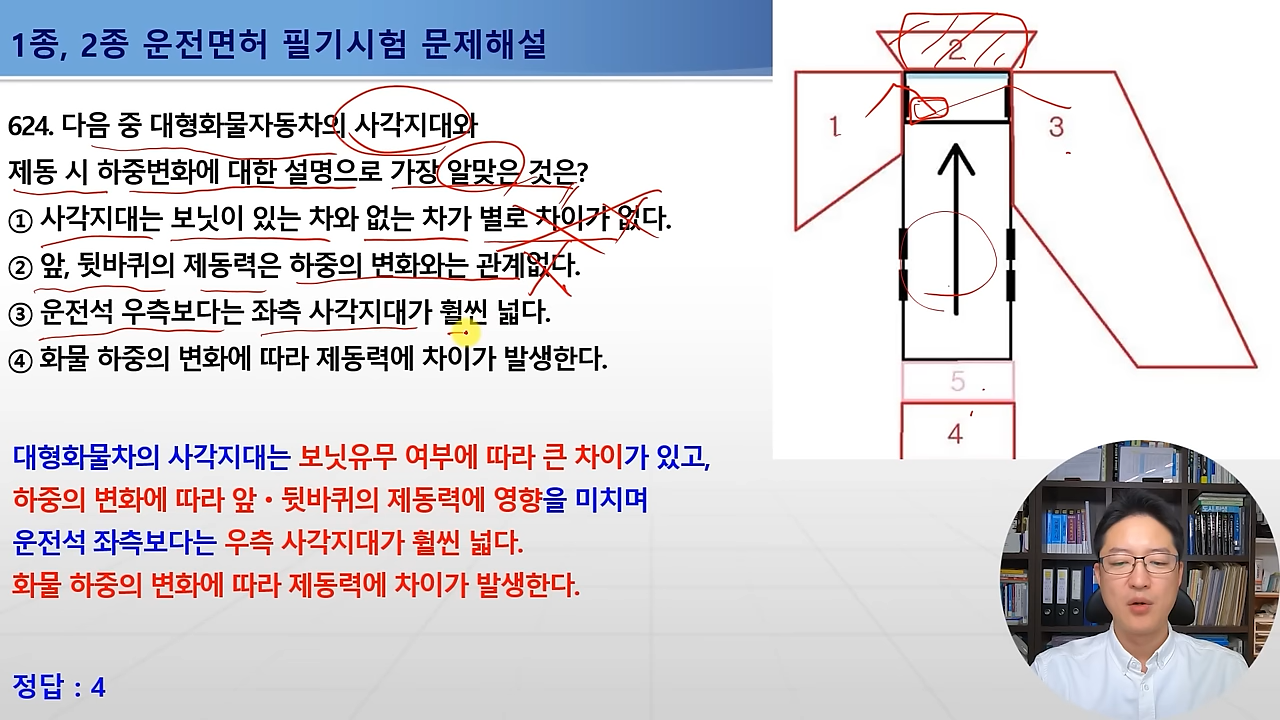 1종, 2종 운전면허 필기시험 문제해설
624. 다음 중 대형화물자동차의 사각지대와
제동 시 하중변화에 대한 설명으로 가장 알맞은 것은?
① 사각지대는 보닛이 있는 차와 없는 차가 별로 차이가 없다.
② 앞, 뒷바퀴의 제동력은 하중의 변화와는 관계없다.
③ 운전석 우측보다는 좌측 사각지대가 훨씬 넓다.
④ 화물 하중의 변화에 따라 제동력에 차이가 발생한다.
대형화물차의 사각지대는 보닛유무 여부에 따라 큰 차이가 있고,
하중의 변화에 따라 앞 • 뒷바퀴의 제동력에 영향을 미치며
운전석 좌측보다는 우측 사각지대가 훨씬 넓다.
화물 하중의 변화에 따라 제동력에 차이가 발생한다.
정답 : 4
2
1
3
5
4